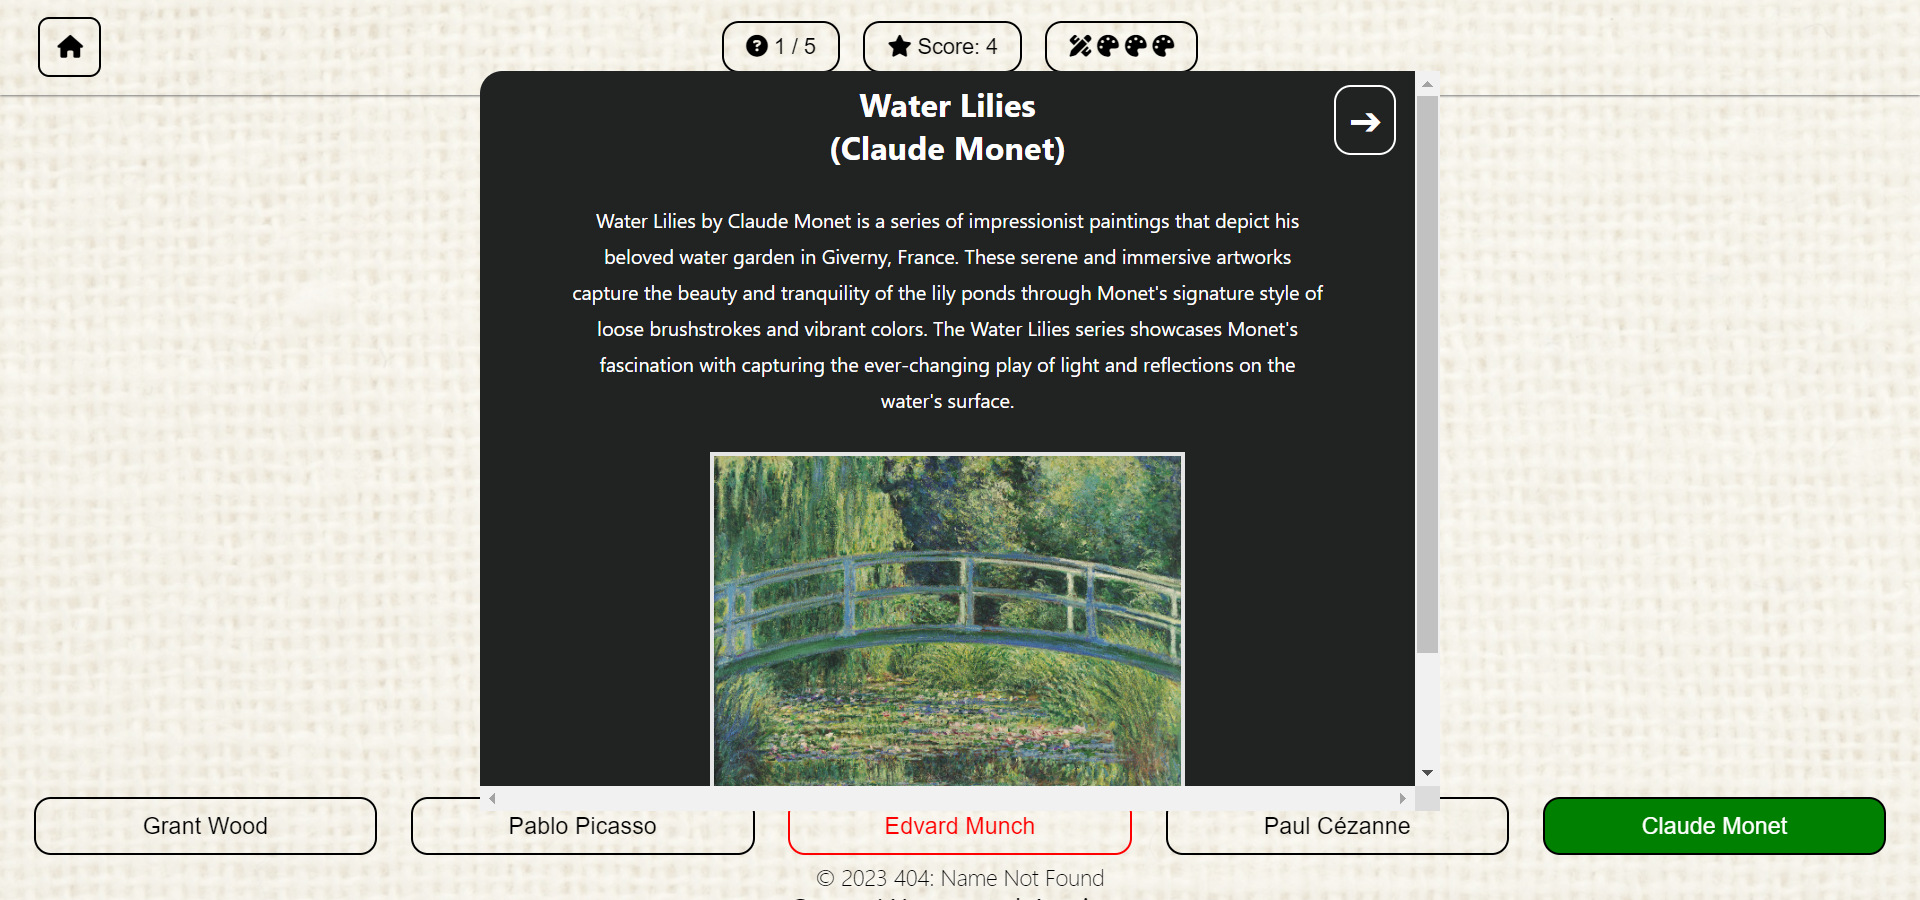 1 / 5
Score: 4
Water Lilies
(Claude Monet)
Water Lilies by Claude Monet is a series of impressionist paintings that depict his
beloved water garden in Giverny, France. These serene and immersive artworks
capture the beauty and tranquility of the lily ponds through Monet's signature style of
loose brushstrokes and vibrant colors. The Water Lilies series showcases Monet's
fascination with capturing the ever-changing play of light and reflections on the
water's surface.
Grant Wood
Pablo Picasso
Edvard Munch
Paul Cézanne
Claude Monet
© 2023 404: Name Not Found